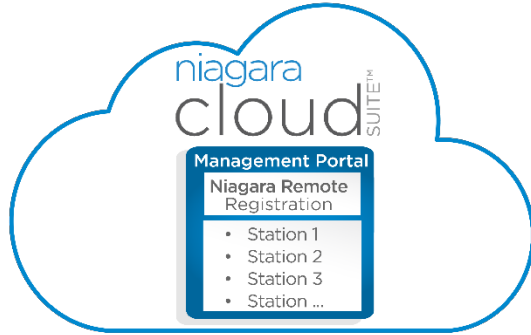 niagara
cloud SUITE™
Management Portal
Niagara Remote
Registration
• Station 1
• Station 2
• Station 3
• Station ...